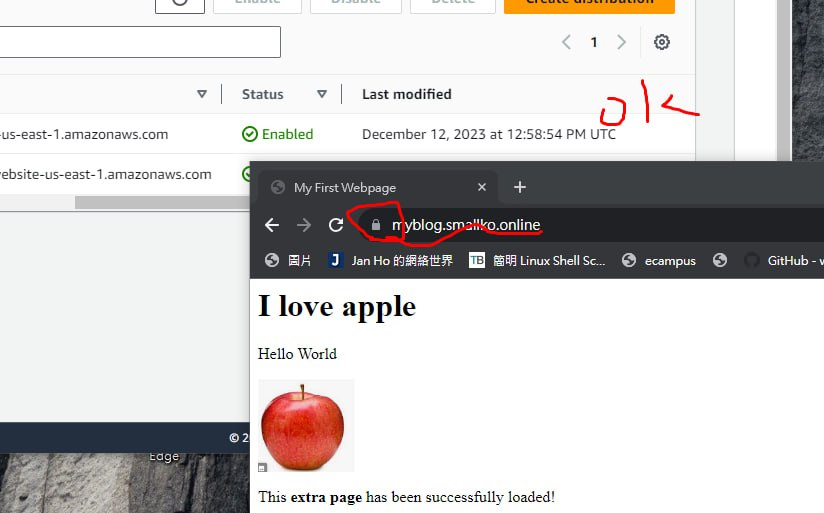 Enable Disable Delete Create distribution
1
Status Last modified
us-east-1.amazonaws.com Enabled December 12, 2023 at 12:58:54 PM UTC
ok
ebsite-us-east-1.amazonaws.com
My First Webpage
myblog.smallko.online
圖片 Jan Ho 的網絡世界 TB 簡明 Linux Shell Sc... ecampus GitHub - w
I love apple
Hello World
This extra page has been successfully loaded!
© 2
Edge